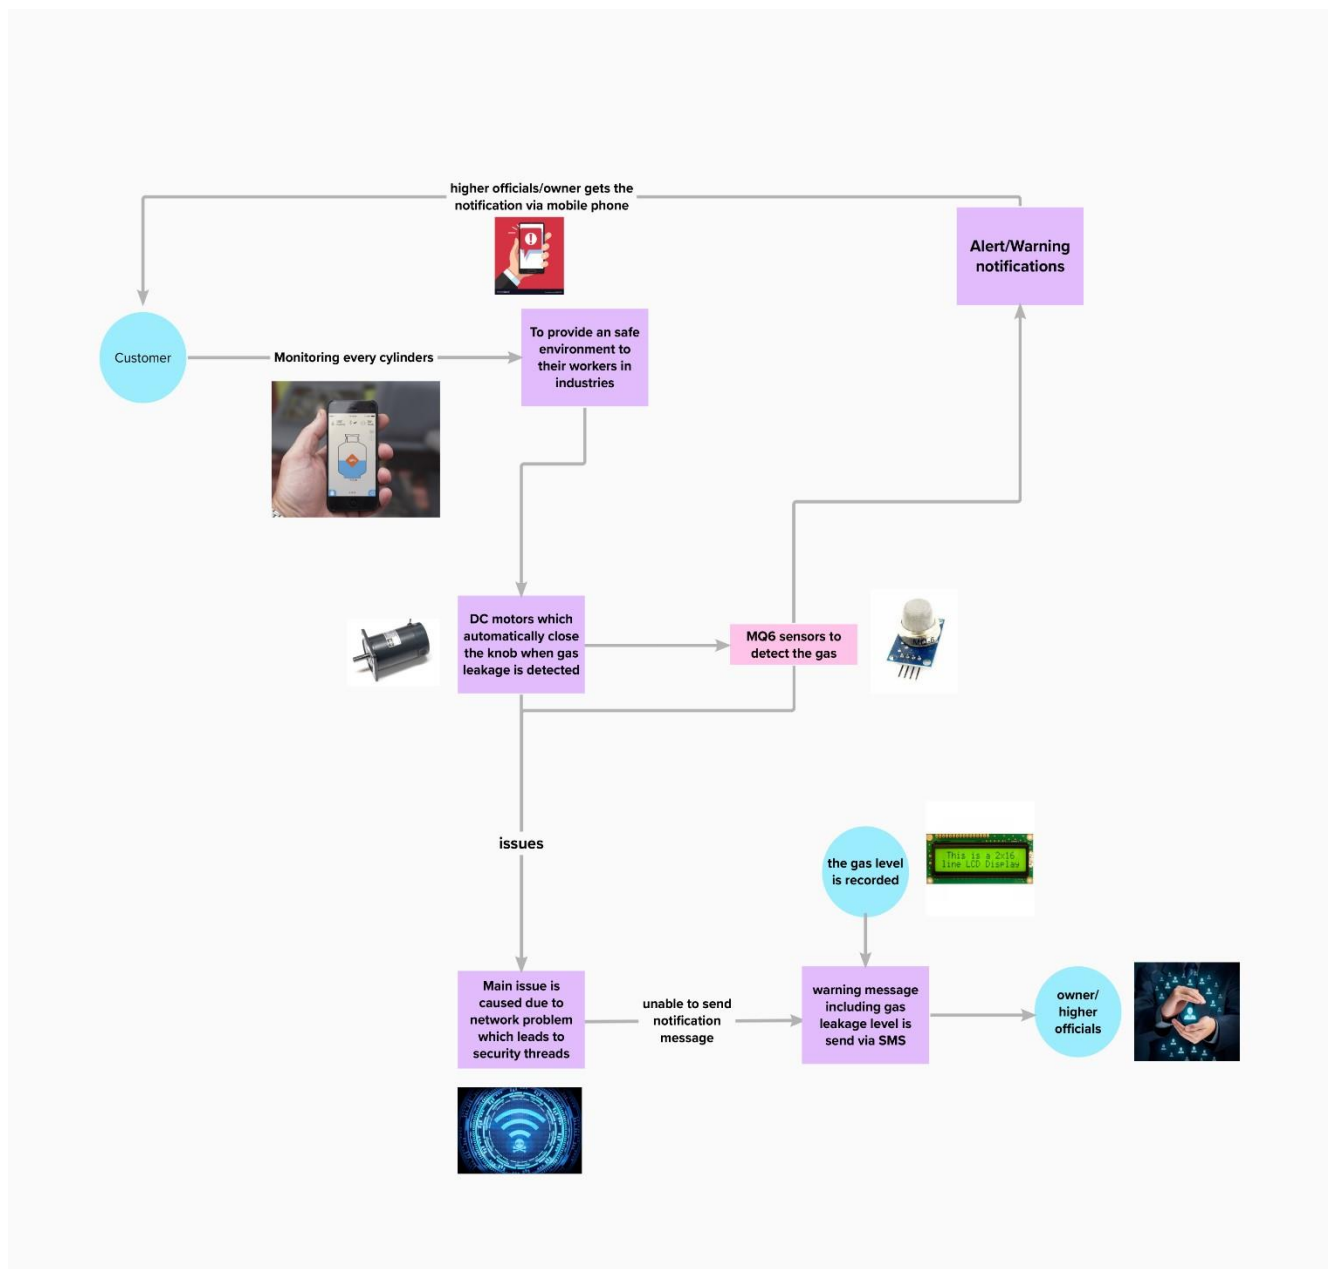 higher officials/owner gets the
notification via mobile phone
Alert/Warning
notifications
Customer
Monitoring every cylinders
To provide an safe
environment to
their workers in
industries
DC motors which
automatically close
the knob when gas
leakage is detected
MQ6 sensors to
detect the gas
issues
the gas level
is recorded
This is a 2x16
line LCD Display
Main issue is
caused due to
network problem
which leads to
security threads
unable to send
notification
message
warning message
including gas
leakage level is
send via SMS
owner/
higher
officials